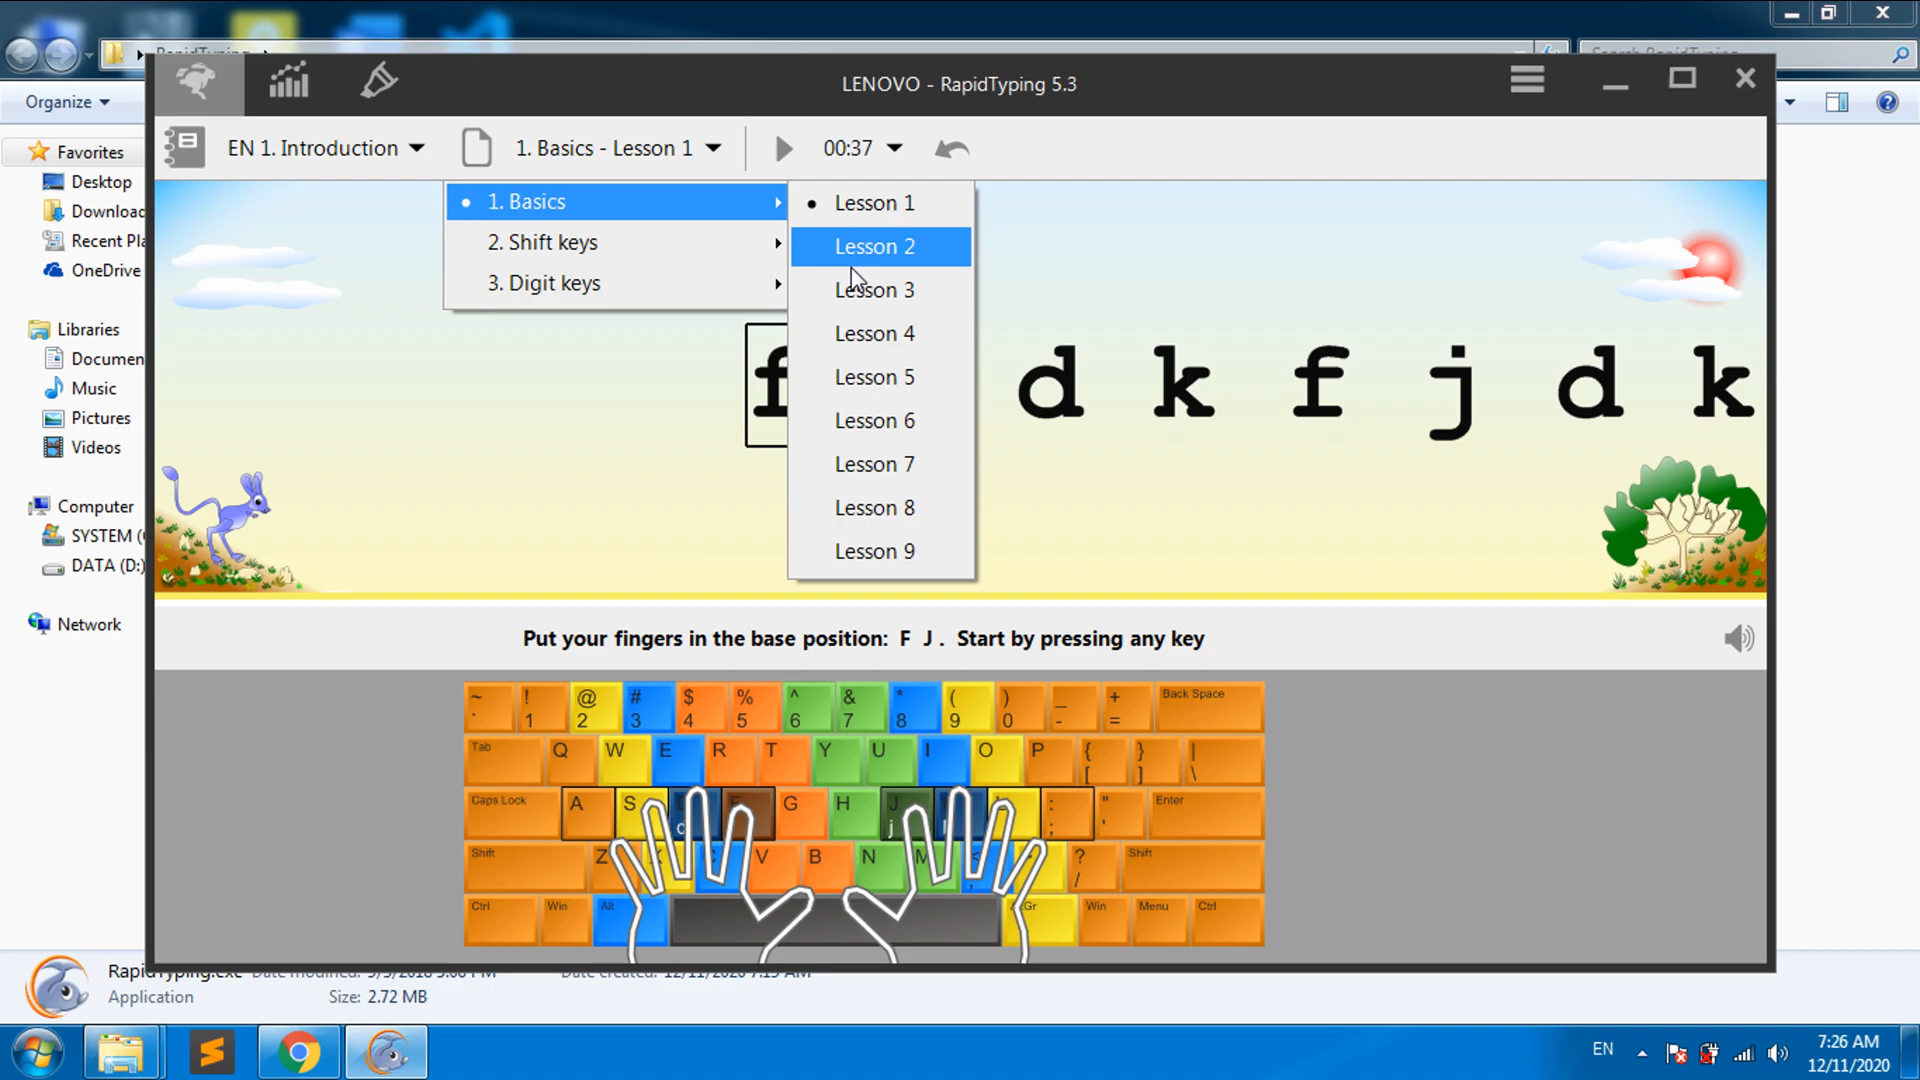 LENOVO - RapidTyping 5.3
Organize
EN 1. Introduction
1. Basics - Lesson 1
00:37
Favorites
Desktop
Recent
OneDrive
Libraries
Music
Pictures
Videos
Computer
SYSTEM
DATA (D:)
Network
1. Basics
2. Shift keys
3. Digit keys
Lesson 1
Lesson 2
Lesson 3
Lesson 4
Lesson 5
Lesson 6
Lesson 7
Lesson 8
Lesson 9
f d k f j d k
Put your fingers in the base position: F J . Start by pressing any key
~ ! @ # $ % ^ & * ( ) _ + Back Space
` 1 2 3 4 5 6 7 8 9 0 - =
Tab Q W E R T Y U I O P { } |
[ ] \
Caps Lock A S G H J : " Enter
d j ; '
Shift Z X C V B N M ? Shift
/
Ctrl Win Alt Gr Win Menu Ctrl
RapidTyping.exe
Application Size: 2.72 MB
EN
7:26 AM
12/11/2020